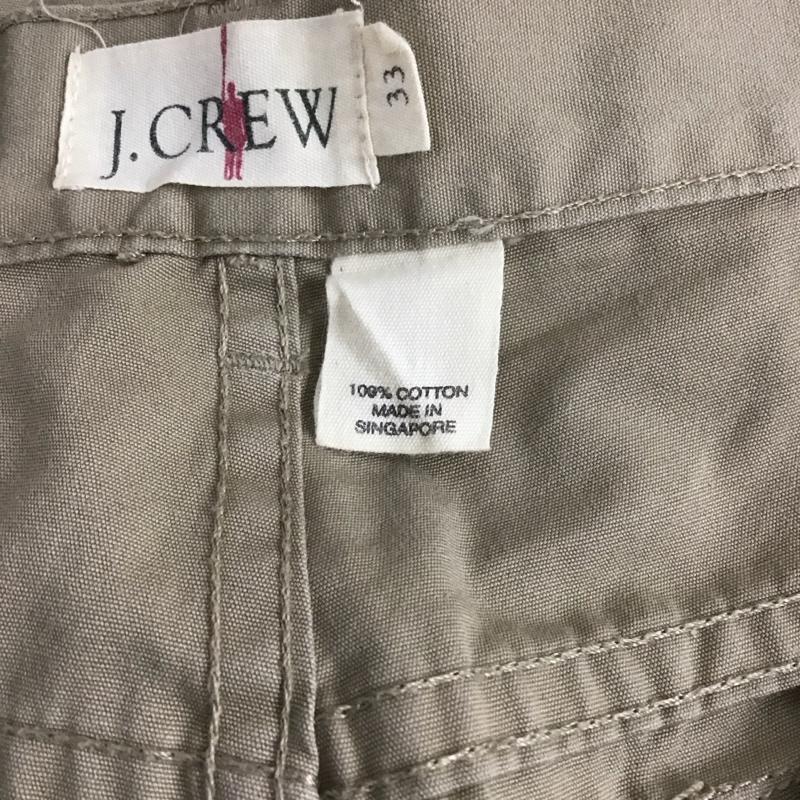 J.CREW
33
100% COTTON
MADE IN
SINGAPORE